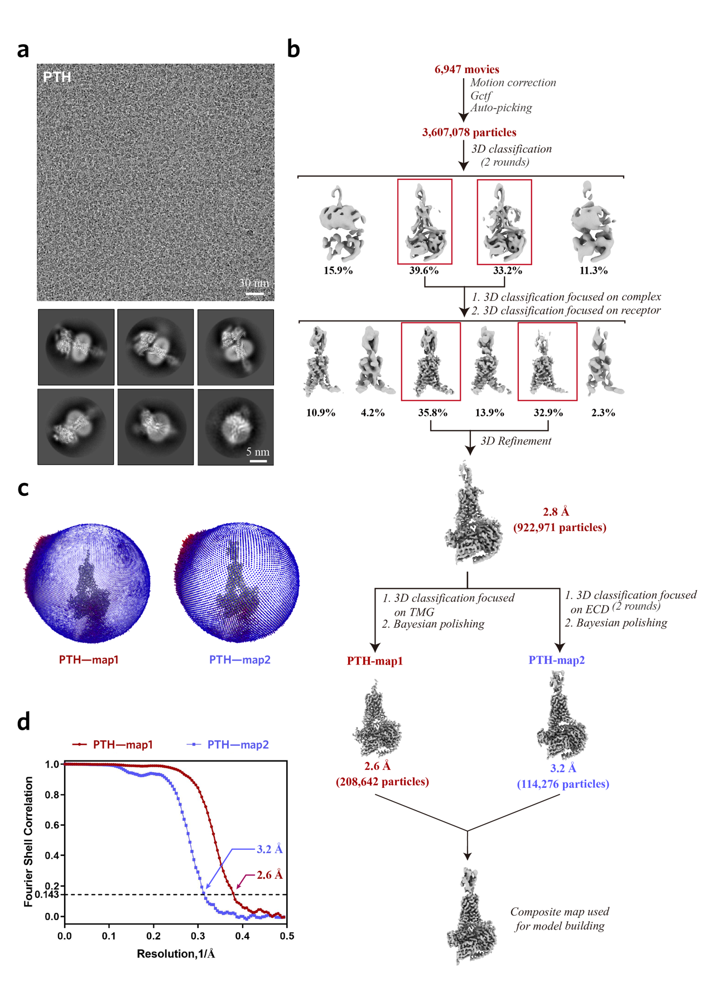 a
PTH
30 nm
5 nm
b
6,947 movies
Motion correction
Gctf
Auto-picking
3,607,078 particles
3D classification
(2 rounds)
15.9%
39.6%
33.2%
11.3%
1. 3D classification focused on complex
2. 3D classification focused on receptor
10.9%
4.2%
35.8%
13.9%
32.9%
2.3%
3D Refinement
2.8 Å
(922,971 particles)
1. 3D classification focused
on TMG
2. Bayesian polishing
1. 3D classification focused
on ECD (2 rounds)
2. Bayesian polishing
PTH-map1
PTH-map2
2.6 Å
(208,642 particles)
3.2 Å
(114,276 particles)
Composite map used
for model building
c
PTH—map1
PTH—map2
d
PTH—map1
PTH—map2
Fourier Shell Correlation
1.0
0.8
0.6
0.4
0.2
0.143
0.0
3.2 Å
2.6 Å
0.0
0.1
0.2
0.3
0.4
0.5
Resolution,1/Å